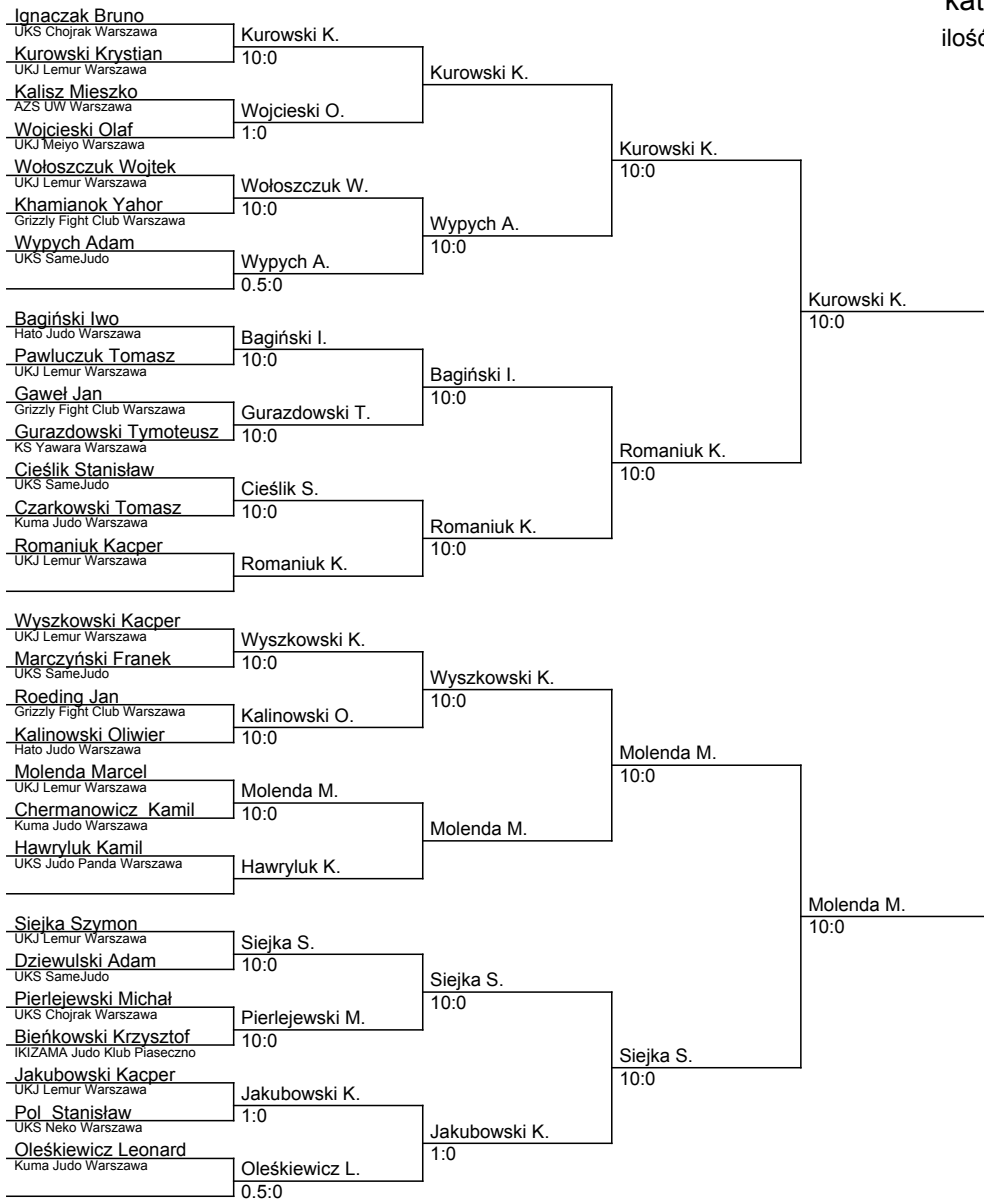 Ignaczak Bruno
UKS Chojrak Warszawa
Kurowski Krystian
UKJ Lemur Warszawa
Kalisz Mieszko
AZS UW Warszawa
Wojcieski Olaf
UKJ Meiyo Warszawa
Wołoszczuk Wojtek
UKJ Lemur Warszawa
Khamianok Yahor
Grizzly Fight Club Warszawa
Wypych Adam
UKS SameJudo
Bagiński Iwo
Hato Judo Warszawa
Pawluczuk Tomasz
UKJ Lemur Warszawa
Gaweł Jan
Grizzly Fight Club Warszawa
Gurazdowski Tymoteusz
KS Yawara Warszawa
Cieślik Stanisław
UKS SameJudo
Czarkowski Tomasz
Kuma Judo Warszawa
Romaniuk Kacper
UKJ Lemur Warszawa
Wyszkowski Kacper
UKJ Lemur Warszawa
Marczyński Franek
UKS SameJudo
Roeding Jan
Grizzly Fight Club Warszawa
Kalinowski Oliwier
Hato Judo Warszawa
Molenda Marcel
UKJ Lemur Warszawa
Chermanowicz Kamil
Kuma Judo Warszawa
Hawryluk Kamil
UKS Judo Panda Warszawa
Siejka Szymon
UKJ Lemur Warszawa
Dziewulski Adam
UKS SameJudo
Pierlejewski Michał
UKS Chojrak Warszawa
Bieńkowski Krzysztof
IKIZAMA Judo Klub Piaseczno
Jakubowski Kacper
UKJ Lemur Warszawa
Pol Stanisław
UKS Neko Warszawa
Oleśkiewicz Leonard
Kuma Judo Warszawa
Kurowski K.
10:0
Wojcieski O.
1:0
Wołoszczuk W.
10:0
Wypych A.
0.5:0
Bagiński I.
10:0
Gurazdowski T.
10:0
Cieślik S.
10:0
Romaniuk K.
Wyszkowski K.
10:0
Kalinowski O.
10:0
Molenda M.
10:0
Hawryluk K.
Siejka S.
10:0
Pierlejewski M.
10:0
Jakubowski K.
1:0
Oleśkiewicz L.
0.5:0
Kurowski K.
Wypych A.
10:0
Bagiński I.
10:0
Romaniuk K.
10:0
Wyszkowski K.
10:0
Molenda M.
Siejka S.
10:0
Jakubowski K.
1:0
Kurowski K.
10:0
Romaniuk K.
10:0
Molenda M.
10:0
Siejka S.
10:0
Kurowski K.
10:0
Molenda M.
10:0
kat
ilość